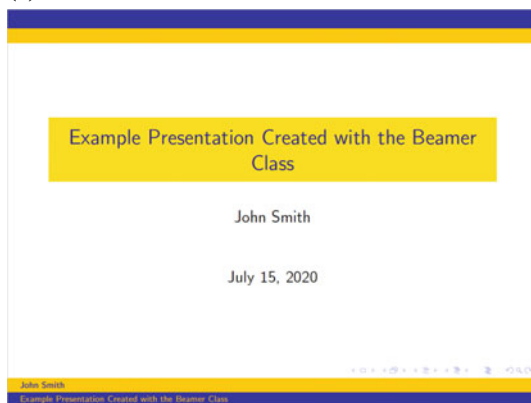 Example Presentation Created with the Beamer
Class
John Smith
July 15, 2020
John Smith
Example Presentation Created with the Beamer Class